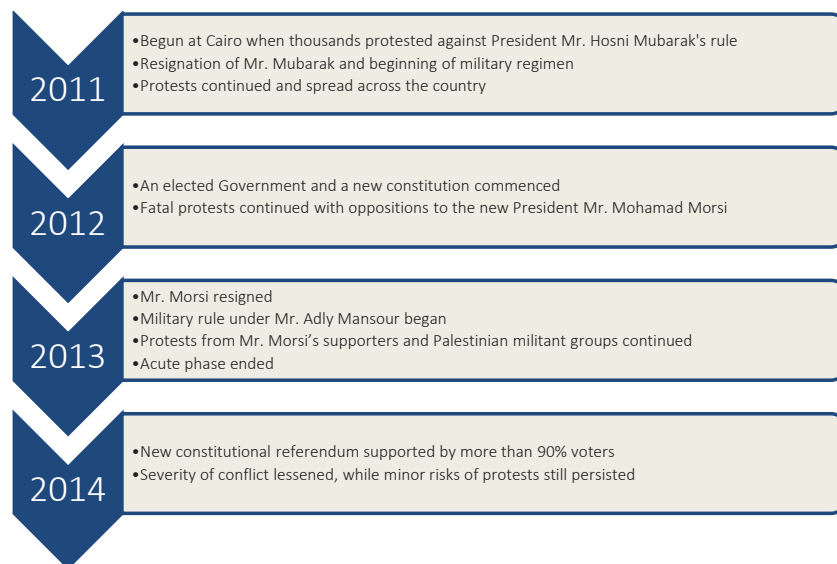 2011
•Begun at Cairo when thousands protested against President Mr. Hosni Mubarak's rule
•Resignation of Mr. Mubarak and beginning of military regimen
•Protests continued and spread across the country
2012
•An elected Government and a new constitution commenced
•Fatal protests continued with oppositions to the new President Mr. Mohamad Morsi
2013
•Mr. Morsi resigned
•Military rule under Mr. Adly Mansour began
•Protests from Mr. Morsi’s supporters and Palestinian militant groups continued
•Acute phase ended
2014
•New constitutional referendum supported by more than 90% voters
•Severity of conflict lessened, while minor risks of protests still persisted